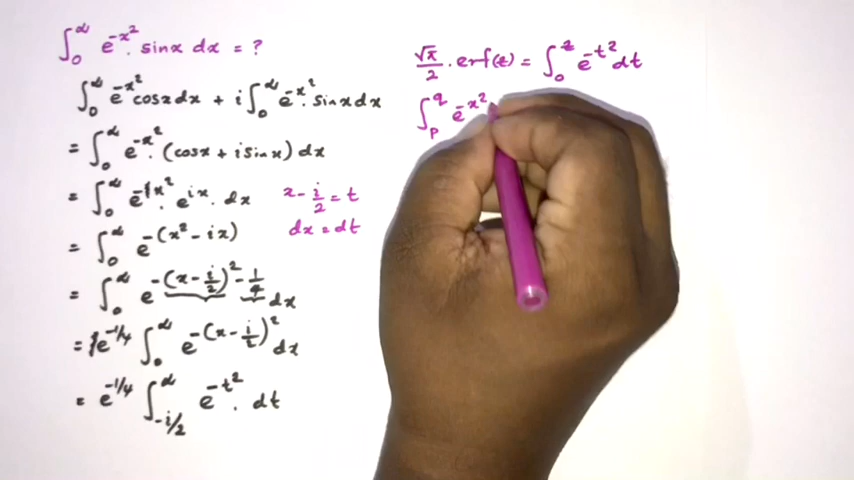 ∫₀^∞ e^{-x²}. sinx dx = ?
∫₀^∞ e^{-x²} cosx dx + i ∫₀^∞ e^{-x²}. sinx dx
= ∫₀^∞ e^{-x²}. (cosx + i sinx) dx
= ∫₀^∞ e^{-x²}. e^{ix}. dx
= ∫₀^∞ e^{-(x² - ix)}
= ∫₀^∞ e^{-(x - i/2)² - 1/4} dx
= e^{-1/4} ∫₀^∞ e^{-(x - i/2)²} dx
= e^{-1/4} ∫_{-i/2}^∞ e^{-t²}. dt
x - i/2 = t
dx = dt
√π/2 . erf(z) = ∫₀^z e^{-t²} dt
∫_p^q e^{-x²}